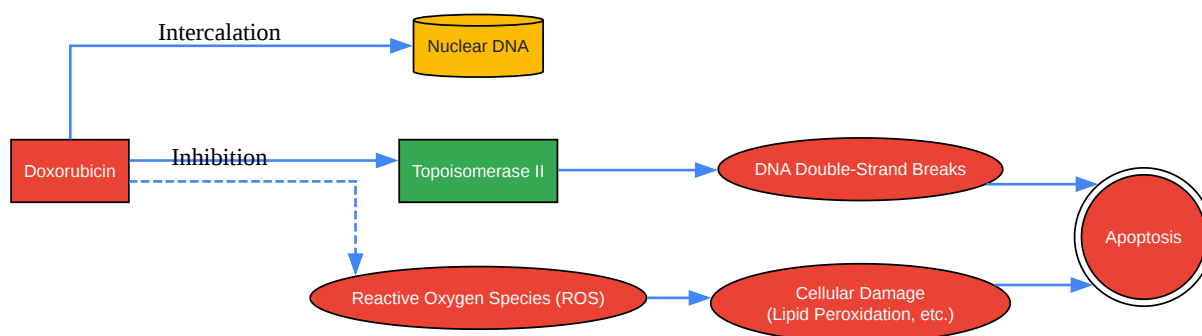 Intercalation
Nuclear DNA
Doxorubicin
Inhibition
Topoisomerase II
DNA Double-Strand Breaks
Apoptosis
Reactive Oxygen Species (ROS)
Cellular Damage
(Lipid Peroxidation, etc.)